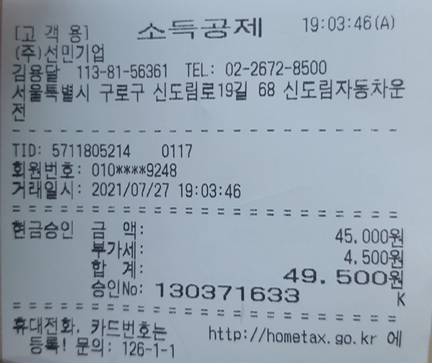 [고 객 용] 소득공제 19:03:46(A)
(주)선민기업
김용달 113-81-56361 TEL: 02-2672-8500
서울특별시 구로구 신도림로19길 68 신도림자동차운
전
TID: 5711805214 0117
회원번호: 010****9248
거래일시: 2021/07/27 19:03:46
현금승인 금 액: 45,000원
부가세: 4,500원
합 계: 49,500원
승인No: 130371633 K
휴대전화, 카드번호는 http://hometax.go.kr 에
등록! 문의: 126-1-1